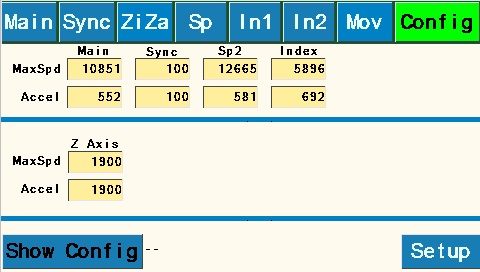 Main Sync ZiZa Sp In1 In2 Mov Config
Main Sync Sp2 Index
MaxSpd 10851 100 12665 5896
Accel 552 100 581 692
Z Axis
MaxSpd 1900
Accel 1900
Show Config -- Setup